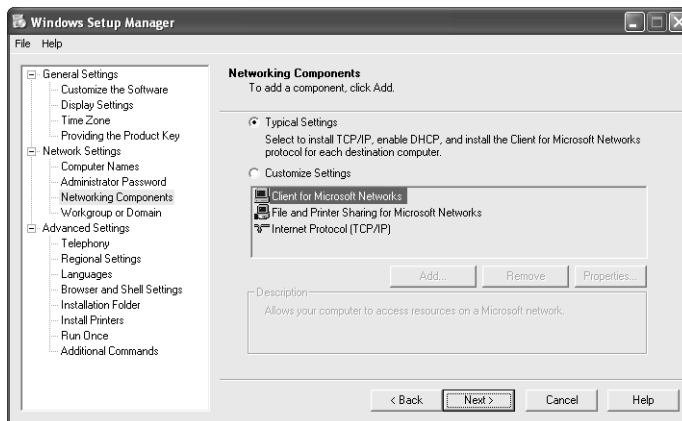 Windows Setup Manager
File Help
General Settings
Customize the Software
Display Settings
Time Zone
Providing the Product Key
Network Settings
Computer Names
Administrator Password
Networking Components
Workgroup or Domain
Advanced Settings
Telephony
Regional Settings
Languages
Browser and Shell Settings
Installation Folder
Install Printers
Run Once
Additional Commands
Networking Components
To add a component, click Add.
Typical Settings
Select to install TCP/IP, enable DHCP, and install the Client for Microsoft Networks
protocol for each destination computer.
Customize Settings
Client for Microsoft Networks
File and Printer Sharing for Microsoft Networks
Internet Protocol (TCP/IP)
Add... Remove Properties...
Description
Allows your computer to access resources on a Microsoft network.
< Back Next > Cancel Help